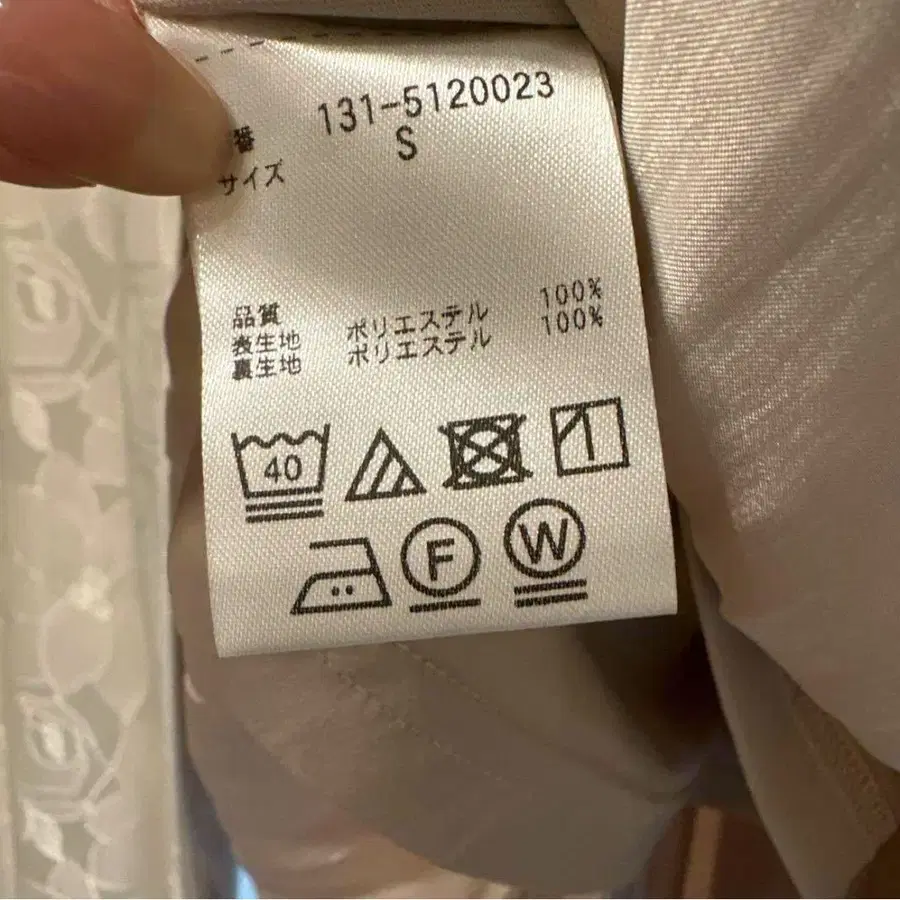 番 131-5120023
サイズ S
品質
表生地 ポリエステル 100%
裏生地 ポリエステル 100%
40
F W